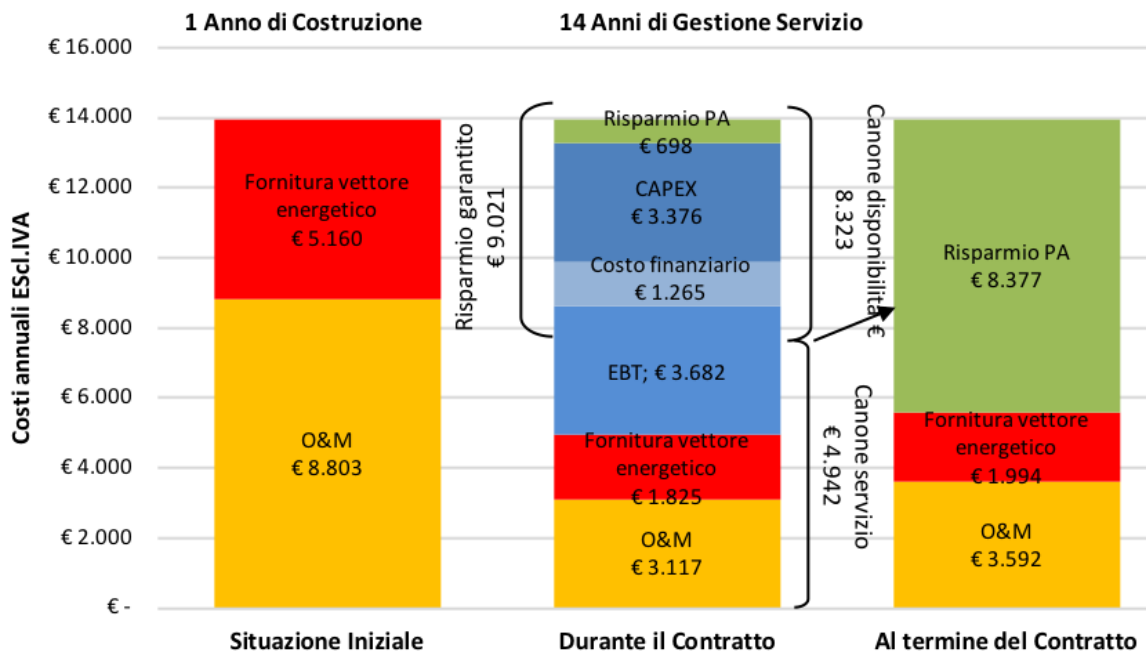 1 Anno di Costruzione
14 Anni di Gestione Servizio
Costi annuali EScl.IVA
€ 16.000
€ 14.000
€ 12.000
€ 10.000
€ 8.000
€ 6.000
€ 4.000
€ 2.000
€ -
Fornitura vettore
energetico
€ 5.160
O&M
€ 8.803
Risparmio garantito
€ 9.021
Risparmio PA
€ 698
CAPEX
€ 3.376
Costo finanziario
€ 1.265
EBT; € 3.682
Fornitura vettore
energetico
€ 1.825
O&M
€ 3.117
Canone disponibilità €
8.323
Canone servizio
€ 4.942
Risparmio PA
€ 8.377
Fornitura vettore
energetico
€ 1.994
O&M
€ 3.592
Situazione Iniziale
Durante il Contratto
Al termine del Contratto